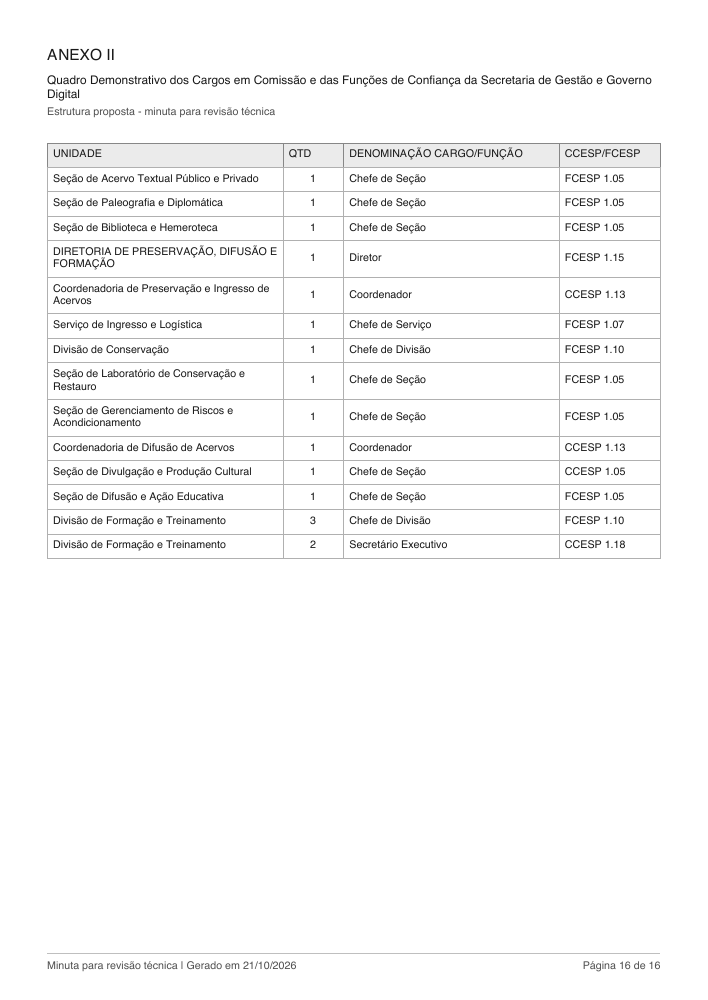 ANEXO II
Quadro Demonstrativo dos Cargos em Comissão e das Funções de Confiança da Secretaria de Gestão e Governo
Digital
Estrutura proposta - minuta para revisão técnica
UNIDADE QTD DENOMINAÇÃO CARGO/FUNÇÃO CCESP/FCESP
Seção de Acervo Textual Público e Privado 1 Chefe de Seção FCESP 1.05
Seção de Paleografia e Diplomática 1 Chefe de Seção FCESP 1.05
Seção de Biblioteca e Hemeroteca 1 Chefe de Seção FCESP 1.05
DIRETORIA DE PRESERVAÇÃO, DIFUSÃO E
FORMAÇÃO 1 Diretor FCESP 1.15
Coordenadoria de Preservação e Ingresso de
Acervos 1 Coordenador CCESP 1.13
Serviço de Ingresso e Logística 1 Chefe de Serviço FCESP 1.07
Divisão de Conservação 1 Chefe de Divisão FCESP 1.10
Seção de Laboratório de Conservação e
Restauro 1 Chefe de Seção FCESP 1.05
Seção de Gerenciamento de Riscos e
Acondicionamento 1 Chefe de Seção FCESP 1.05
Coordenadoria de Difusão de Acervos 1 Coordenador CCESP 1.13
Seção de Divulgação e Produção Cultural 1 Chefe de Seção CCESP 1.05
Seção de Difusão e Ação Educativa 1 Chefe de Seção FCESP 1.05
Divisão de Formação e Treinamento 3 Chefe de Divisão FCESP 1.10
Divisão de Formação e Treinamento 2 Secretário Executivo CCESP 1.18
Minuta para revisão técnica | Gerado em 21/10/2026 Página 16 de 16